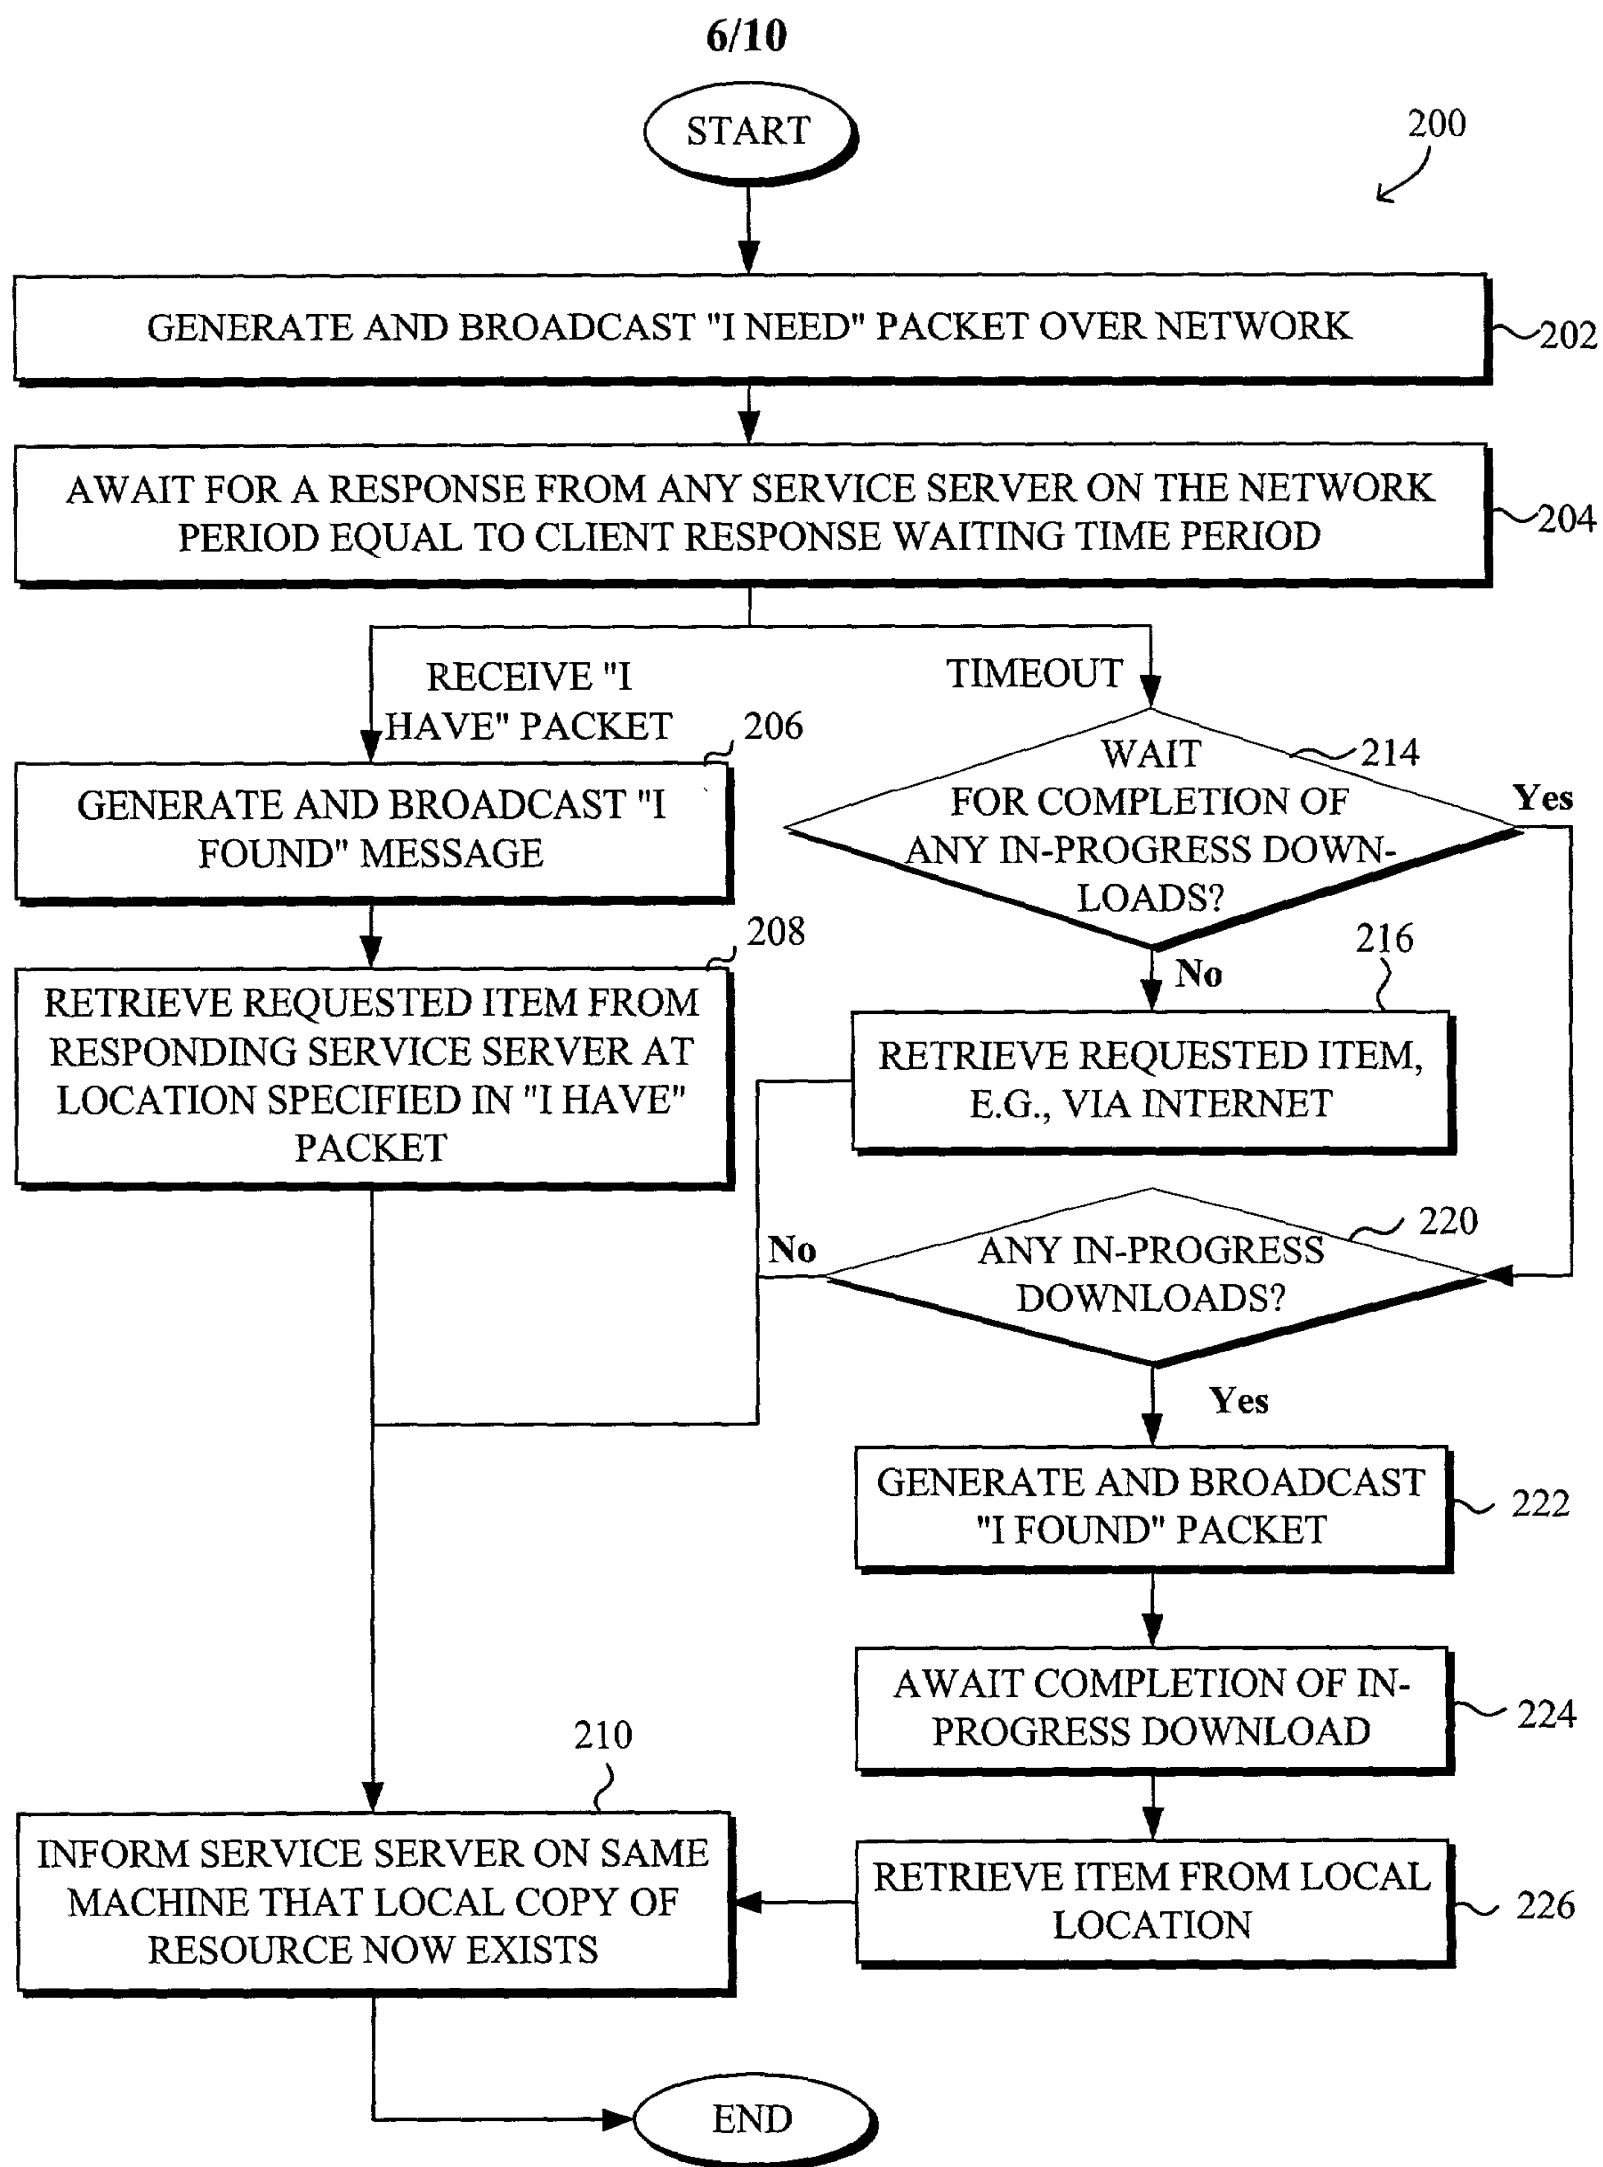 6/10
START
200
GENERATE AND BROADCAST "I NEED" PACKET OVER NETWORK
202
AWAIT FOR A RESPONSE FROM ANY SERVICE SERVER ON THE NETWORK
PERIOD EQUAL TO CLIENT RESPONSE WAITING TIME PERIOD
204
RECEIVE "I
HAVE" PACKET
TIMEOUT
206
GENERATE AND BROADCAST "I
FOUND" MESSAGE
WAIT
FOR COMPLETION OF
ANY IN-PROGRESS DOWN-
LOADS?
214
Yes
No
208
RETRIEVE REQUESTED ITEM FROM
RESPONDING SERVICE SERVER AT
LOCATION SPECIFIED IN "I HAVE"
PACKET
216
RETRIEVE REQUESTED ITEM,
E.G., VIA INTERNET
220
ANY IN-PROGRESS
DOWNLOADS?
No
Yes
GENERATE AND BROADCAST
"I FOUND" PACKET
222
AWAIT COMPLETION OF IN-
PROGRESS DOWNLOAD
224
210
INFORM SERVICE SERVER ON SAME
MACHINE THAT LOCAL COPY OF
RESOURCE NOW EXISTS
RETRIEVE ITEM FROM LOCAL
LOCATION
226
END